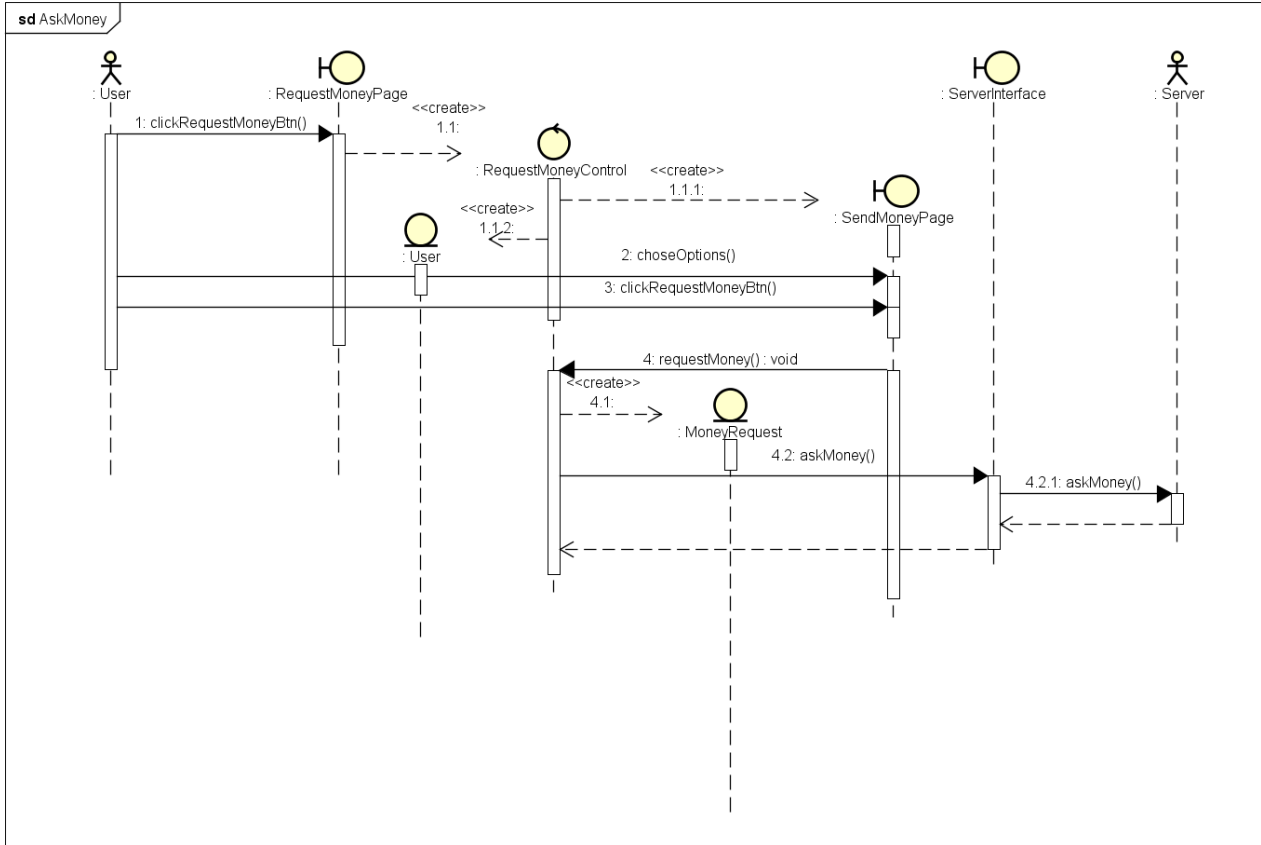 sd AskMoney
: User
: RequestMoneyPage
: ServerInterface
: Server
<<create>>
1: clickRequestMoneyBtn()
1.1:
: RequestMoneyControl
<<create>>
1.1.1:
<<create>>
: SendMoneyPage
1.1.2:
: User
2: choseOptions()
3: clickRequestMoneyBtn()
4: requestMoney() : void
<<create>>
4.1:
: MoneyRequest
4.2: askMoney()
4.2.1: askMoney()